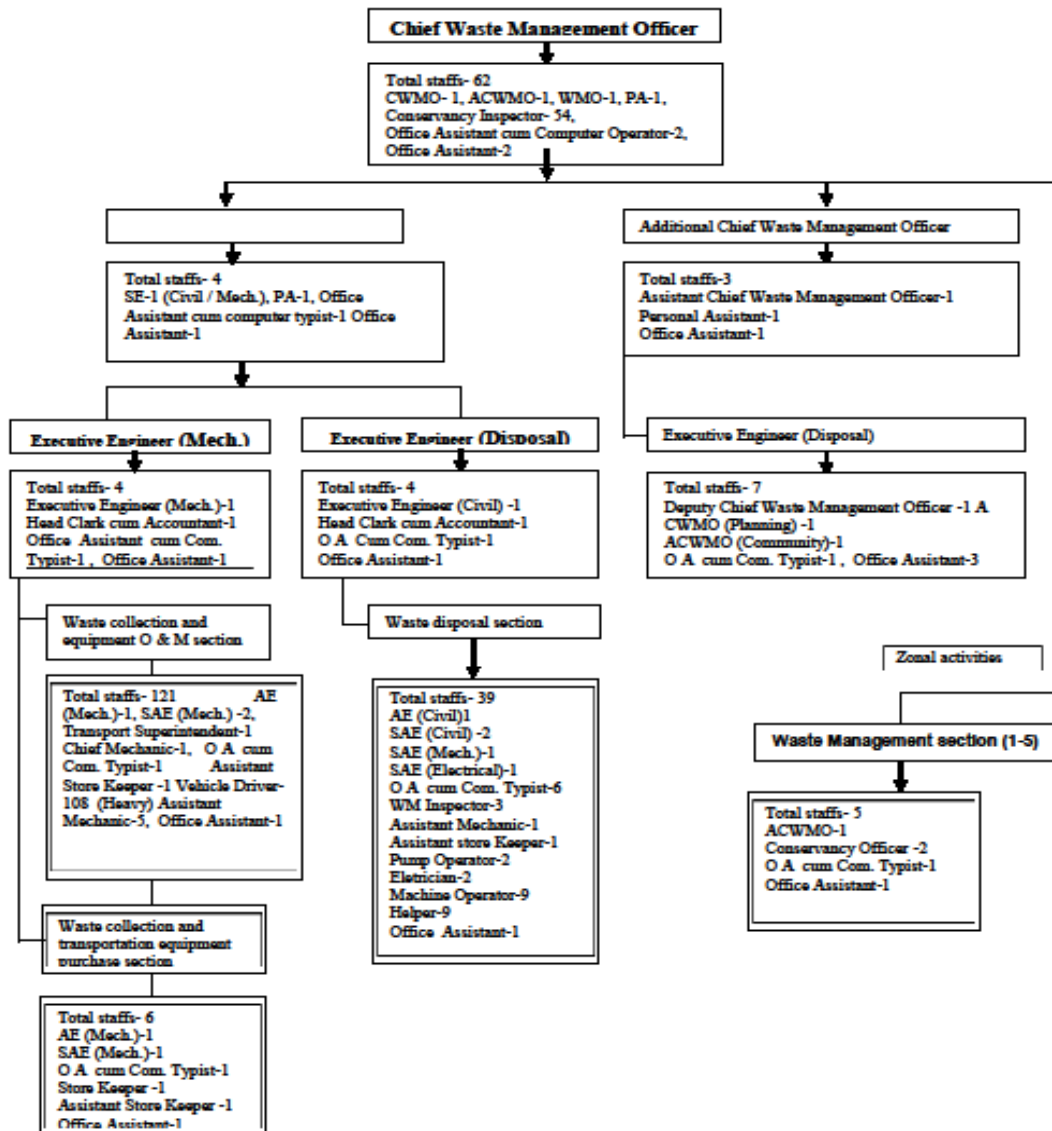 Chief Waste Management Officer
Total staffs- 62
CWMO- 1, ACWMO-1, WMO-1, PA-1,
Conservancy Inspector- 54,
Office Assistant cum Computer Operator-2,
Office Assistant-2
Additional Chief Waste Management Officer
Total staffs- 4
SE-1 (Civil / Mech.), PA-1, Office
Assistant cum computer typist-1 Office
Assistant-1
Total staffs-3
Assistant Chief Waste Management Officer-1
Personal Assistant-1
Office Assistant-1
Executive Engineer (Mech.)
Executive Engineer (Disposal)
Executive Engineer (Disposal)
Total staffs- 4
Executive Engineer (Mech.)-1
Head Clark cum Accountant-1
Office Assistant cum Com.
Typist-1 , Office Assistant-1
Total staffs- 4
Executive Engineer (Civil) -1
Head Clark cum Accountant-1
O A Cum Com. Typist-1
Office Assistant-1
Total staffs- 7
Deputy Chief Waste Management Officer -1 A
CWMO (Planning) -1
ACWMO (Community)-1
O A cum Com. Typist-1 , Office Assistant-3
Waste collection and
equipment O & M section
Waste disposal section
Zonal activities
Total staffs- 121 AE
(Mech.)-1, SAE (Mech.) -2,
Transport Superintendent-1
Chief Mechanic-1, O A cum
Com. Typist-1 Assistant
Store Keeper -1 Vehicle Driver-
108 (Heavy) Assistant
Mechanic-5, Office Assistant-1
Total staffs- 39
AE (Civil)1
SAE (Civil) -2
SAE (Mech.)-1
SAE (Electrical)-1
O A cum Com. Typist-6
WM Inspector-3
Assistant Mechanic-1
Assistant store Keeper-1
Pump Operator-2
Eletrician-2
Machine Operator-9
Helper-9
Office Assistant-1
Waste Management section (1-5)
Total staffs- 5
ACWMO-1
Conservancy Officer -2
O A cum Com. Typist-1
Office Assistant-1
Waste collection and
transportation equipment
purchase section
Total staffs- 6
AE (Mech.)-1
SAE (Mech.)-1
O A cum Com. Typist-1
Store Keeper -1
Assistant Store Keeper -1
Office Assistant-1